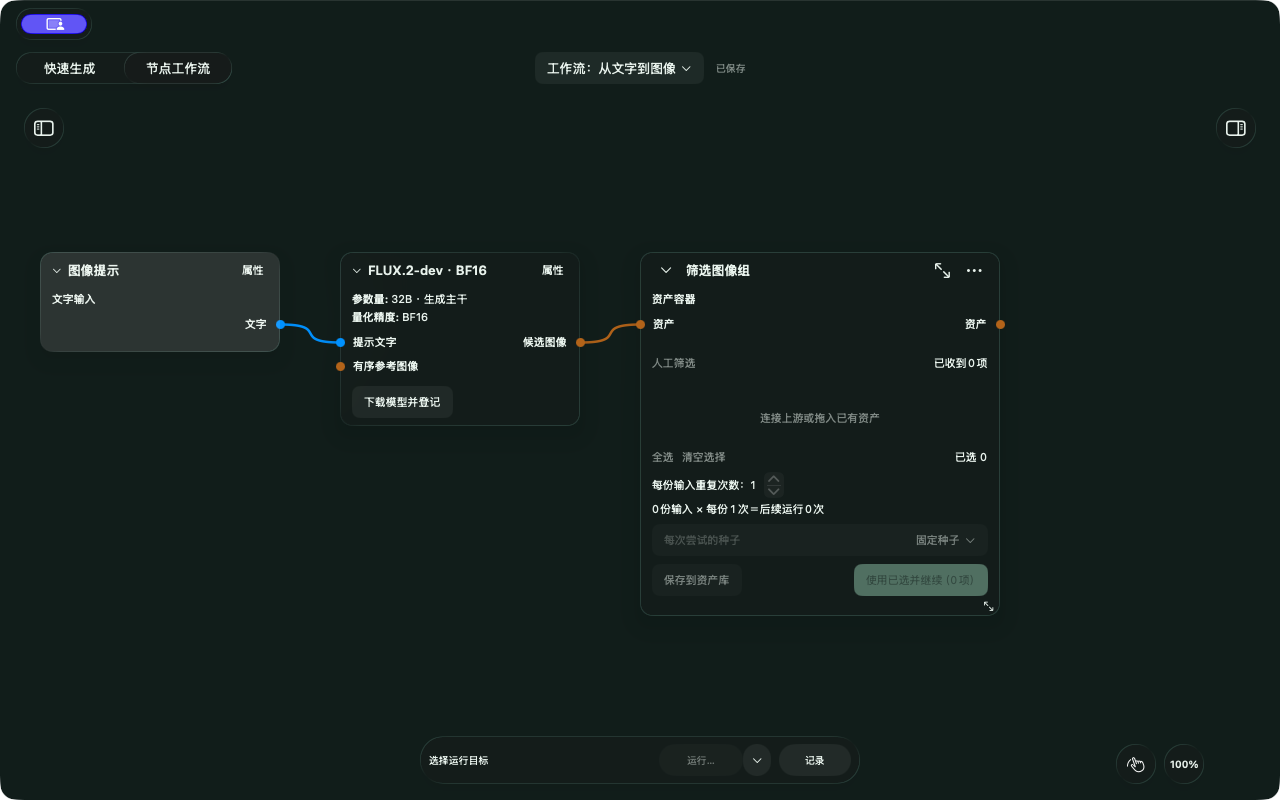 快速生成
节点工作流
工作流：从文字到图像
已保存
图像提示
属性
文字输入
文字
FLUX.2-dev · BF16
属性
参数量: 32B · 生成主干
量化精度: BF16
提示文字
候选图像
有序参考图像
下载模型并登记
筛选图像组
资产容器
资产
资产
人工筛选
已收到 0 项
连接上游或拖入已有资产
全选
清空选择
已选 0
每份输入重复次数：1
0 份输入 × 每份 1 次＝后续运行 0 次
每次尝试的种子
固定种子
保存到资产库
使用已选并继续 (0 项)
选择运行目标
运行...
记录
100%